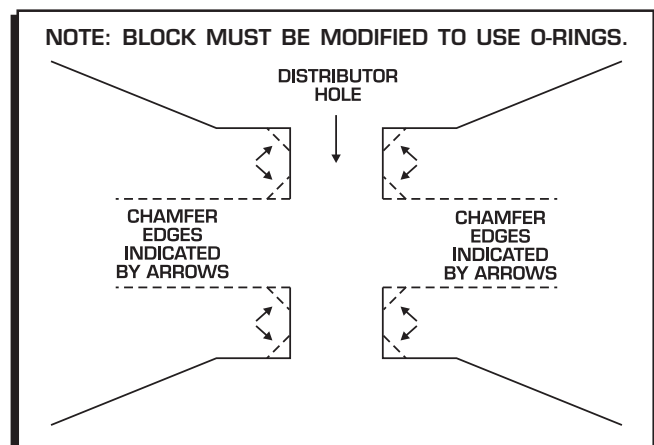 NOTE: BLOCK MUST BE MODIFIED TO USE O-RINGS.
DISTRIBUTOR
HOLE
CHAMFER
EDGES
INDICATED
BY ARROWS
CHAMFER
EDGES
INDICATED
BY ARROWS